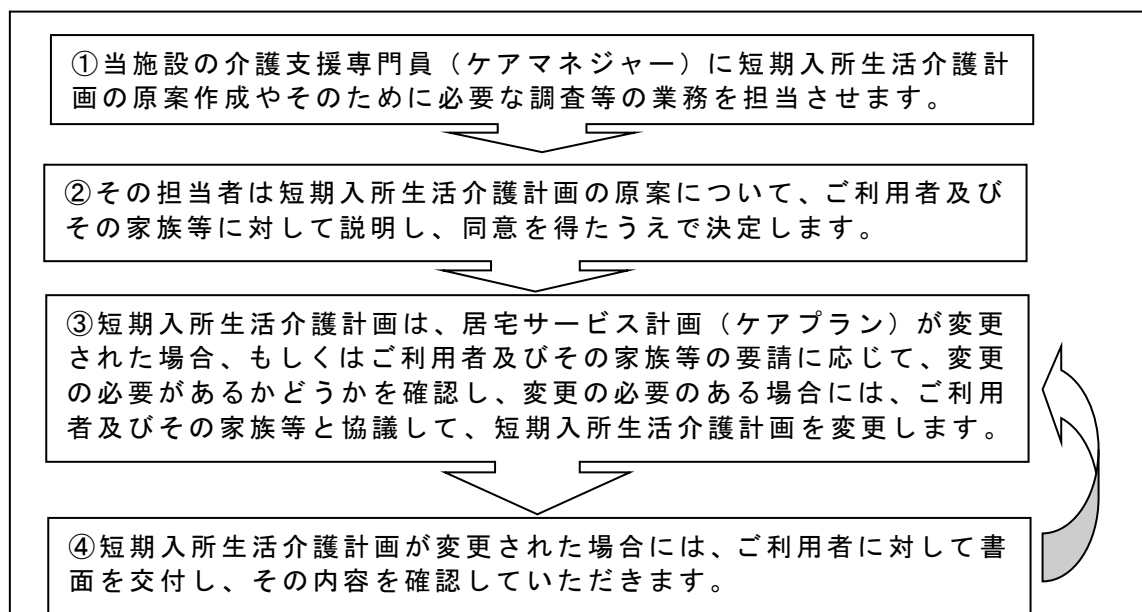 ①当施設の介護支援専門員（ケアマネジャー）に短期入所生活介護計
画の原案作成やそのために必要な調査等の業務を担当させます。
②その担当者は短期入所生活介護計画の原案について、ご利用者及び
その家族等に対して説明し、同意を得たうえで決定します。
③短期入所生活介護計画は、居宅サービス計画（ケアプラン）が変更
された場合、もしくはご利用者及びその家族等の要請に応じて、変更
の必要があるかどうかを確認し、変更の必要のある場合には、ご利用
者及びその家族等と協議して、短期入所生活介護計画を変更します。
④短期入所生活介護計画が変更された場合には、ご利用者に対して書
面を交付し、その内容を確認していただきます。